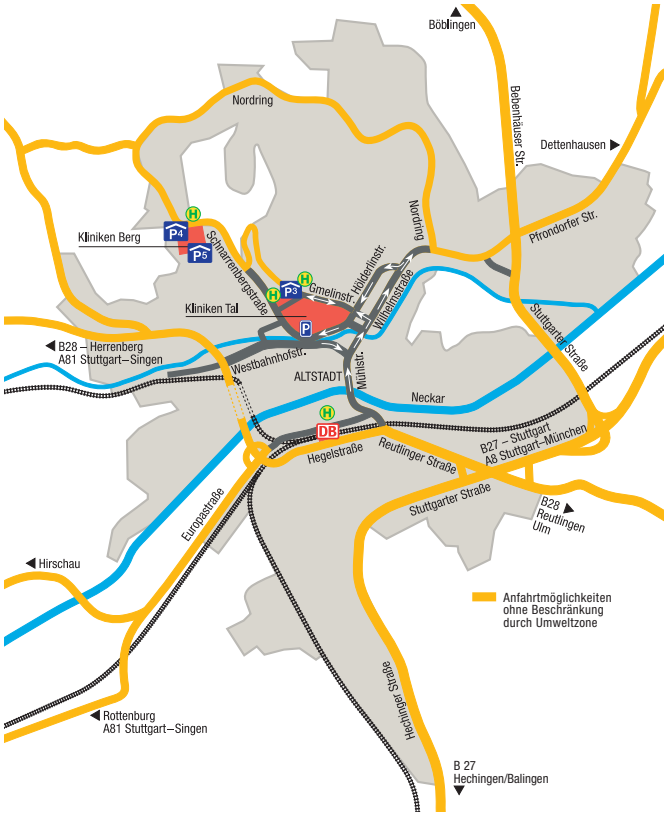 Böblingen
Nordring
Bebenhäuser Str.
Dettenhausen
H
P4
Kliniken Berg
P5
Schnarrenbergstraße
Nordring
Pfrondorfer Str.
H
P3
H
Gmelinstr.
Hölderlinstr.
Wilhelmstraße
Kliniken Tal
P
Stuttgarter Straße
B28 – Herrenberg
A81 Stuttgart–Singen
Westbahnhofstr.
ALTSTADT
Mühlstr.
Neckar
H
DB
Hegelstraße
Reutlinger Straße
B27 – Stuttgart
A8 Stuttgart–München
Stuttgarter Straße
B28
Reutlingen
Ulm
Europastraße
Hirschau
Anfahrtmöglichkeiten
ohne Beschränkung
durch Umweltzone
Rottenburg
A81 Stuttgart–Singen
Hechinger Straße
B 27
Hechingen/Balingen